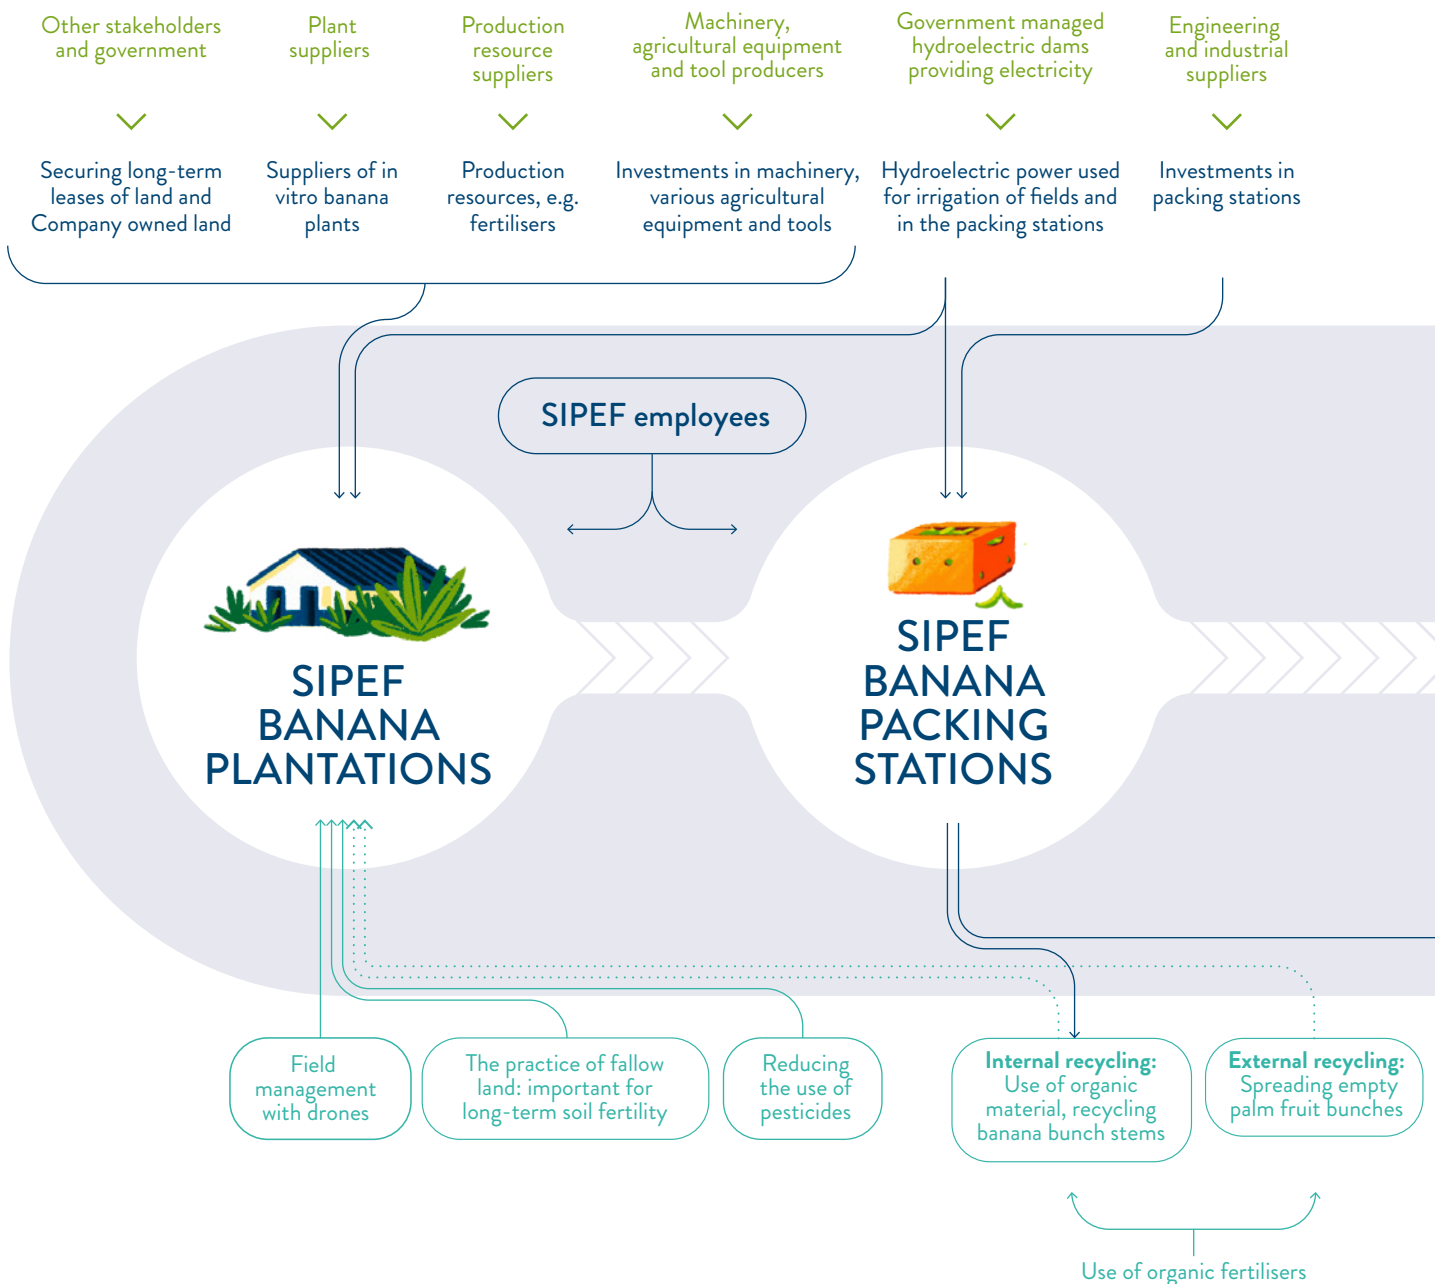 Other stakeholders
and government
Plant
suppliers
Production
resource
suppliers
Machinery,
agricultural equipment
and tool producers
Government managed
hydroelectric dams
providing electricity
Engineering
and industrial
suppliers
Securing long-term
leases of land and
Company owned land
Suppliers of in
vitro banana
plants
Production
resources, e.g.
fertilisers
Investments in machinery,
various agricultural
equipment and tools
Hydroelectric power used
for irrigation of fields and
in the packing stations
Investments in
packing stations
SIPEF employees
SIPEF
BANANA
PLANTATIONS
SIPEF
BANANA
PACKING
STATIONS
Field
management
with drones
The practice of fallow
land: important for
long-term soil fertility
Reducing
the use of
pesticides
Internal recycling:
Use of organic
material, recycling
banana bunch stems
External recycling:
Spreading empty
palm fruit bunches
Use of organic fertilisers